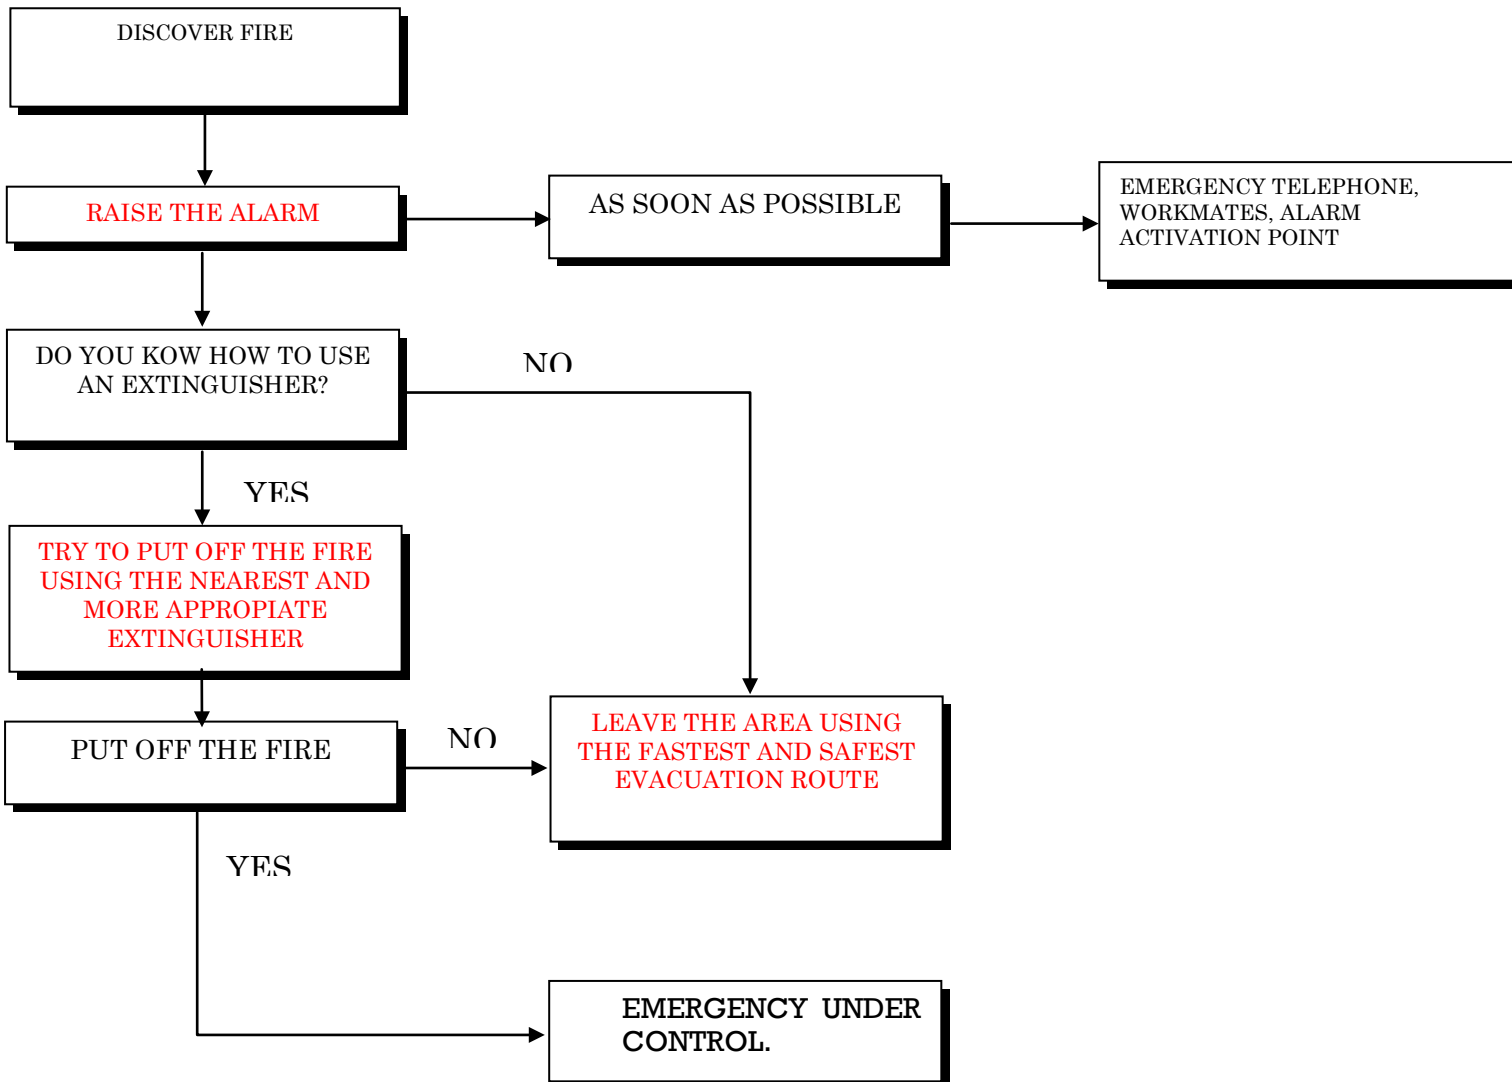 DISCOVER FIRE
RAISE THE ALARM
AS SOON AS POSSIBLE
EMERGENCY TELEPHONE,
WORKMATES, ALARM
ACTIVATION POINT
DO YOU KOW HOW TO USE
AN EXTINGUISHER?
NO
YES
TRY TO PUT OFF THE FIRE
USING THE NEAREST AND
MORE APPROPIATE
EXTINGUISHER
PUT OFF THE FIRE
NO
LEAVE THE AREA USING
THE FASTEST AND SAFEST
EVACUATION ROUTE
YES
EMERGENCY UNDER
CONTROL.